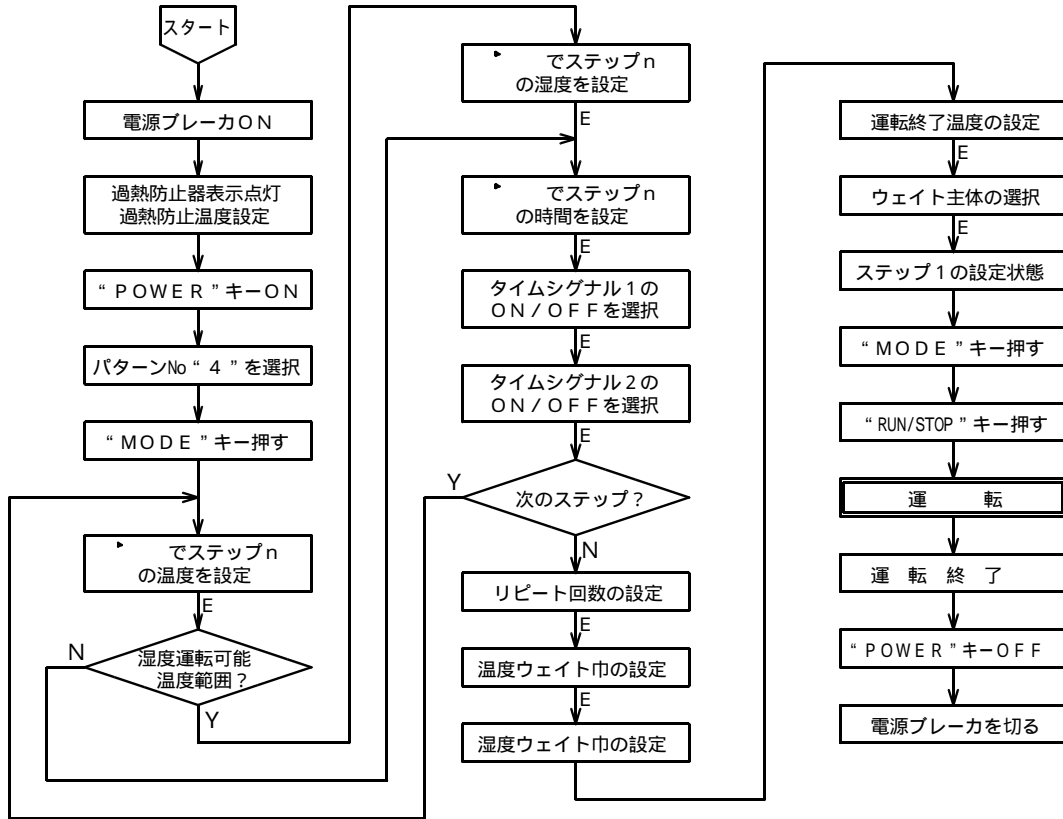 スタート
電源ブレーカON
過熱防止器表示点灯
過熱防止温度設定
“POWER”キーON
パターンNo“4”を選択
“MODE”キー押す
でステップn
の温度を設定
E
湿度運転可能
温度範囲?
N
Y
でステップn
の湿度を設定
E
でステップn
の時間を設定
E
タイムシグナル1の
ON/OFFを選択
E
タイムシグナル2の
ON/OFFを選択
E
次のステップ?
Y
N
リピート回数の設定
E
温度ウェイト巾の設定
E
湿度ウェイト巾の設定
運転終了温度の設定
E
ウェイト主体の選択
E
ステップ1の設定状態
“MODE”キー押す
“RUN/STOP”キー押す
運 転
運転終了
“POWER”キーOFF
電源ブレーカを切る